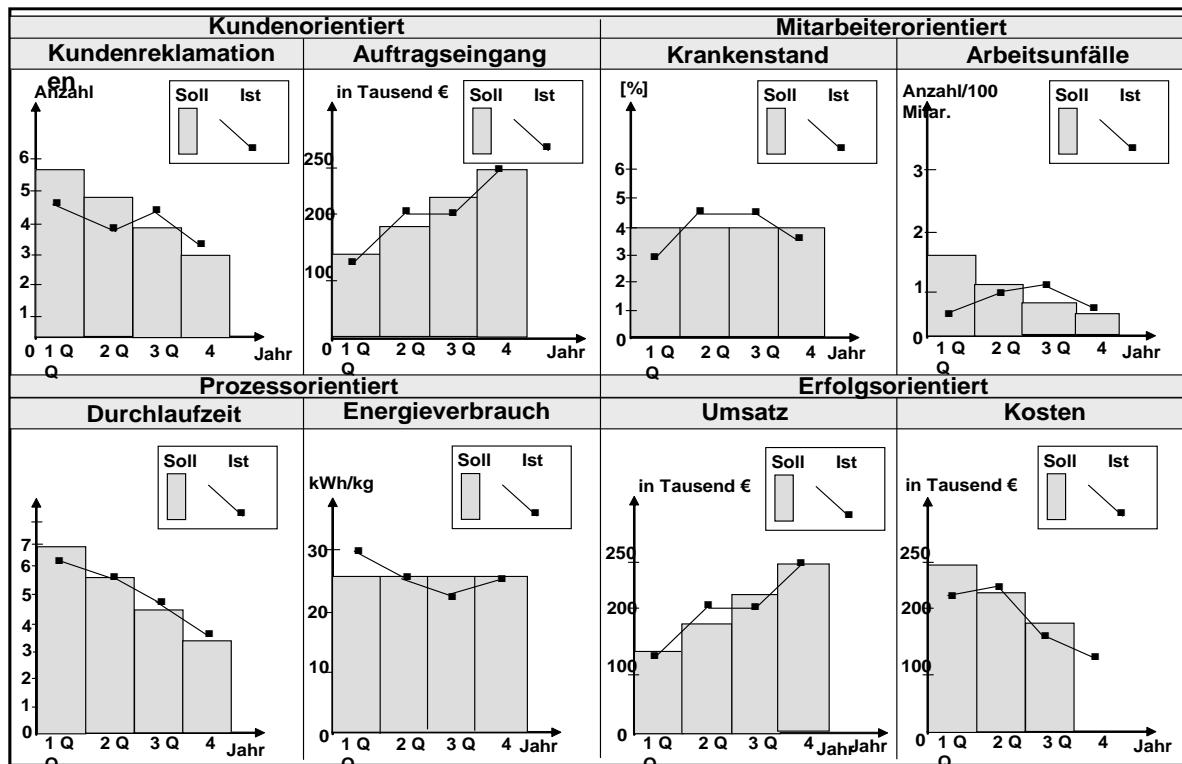 Kundenorientiert
Mitarbeiterorientiert
Kundenreklamation
en
Auftragseingang
Krankenstand
Arbeitsunfälle
Anzahl
Soll Ist
6
5
4
3
2
1
0
1 Q
Q
2 Q
3 Q
4
Jahr
in Tausend €
Soll Ist
250
200
100
0
1 Q
Q
2 Q
3 Q
4
Jahr
[%]
Soll Ist
6
5
4
3
2
1
0
1 Q
Q
2 Q
3 Q
4
Jahr
Anzahl/100
Mitar.
Soll Ist
3
2
1
0
1 Q
Q
2 Q
3 Q
4
Jahr
Prozessorientiert
Erfolgsorientiert
Durchlaufzeit
Energieverbrauch
Umsatz
Kosten
Soll Ist
7
6
5
4
3
2
1
0
1 Q
2 Q
3 Q
4
Jahr
kWh/kg
Soll Ist
30
20
10
0
1 Q
2 Q
3 Q
4
Jahr
in Tausend €
Soll Ist
250
200
100
0
1 Q
2 Q
3 Q
4
Jahr
Jahr
in Tausend €
Soll Ist
250
200
100
0
1 Q
2 Q
3 Q
4
Jahr